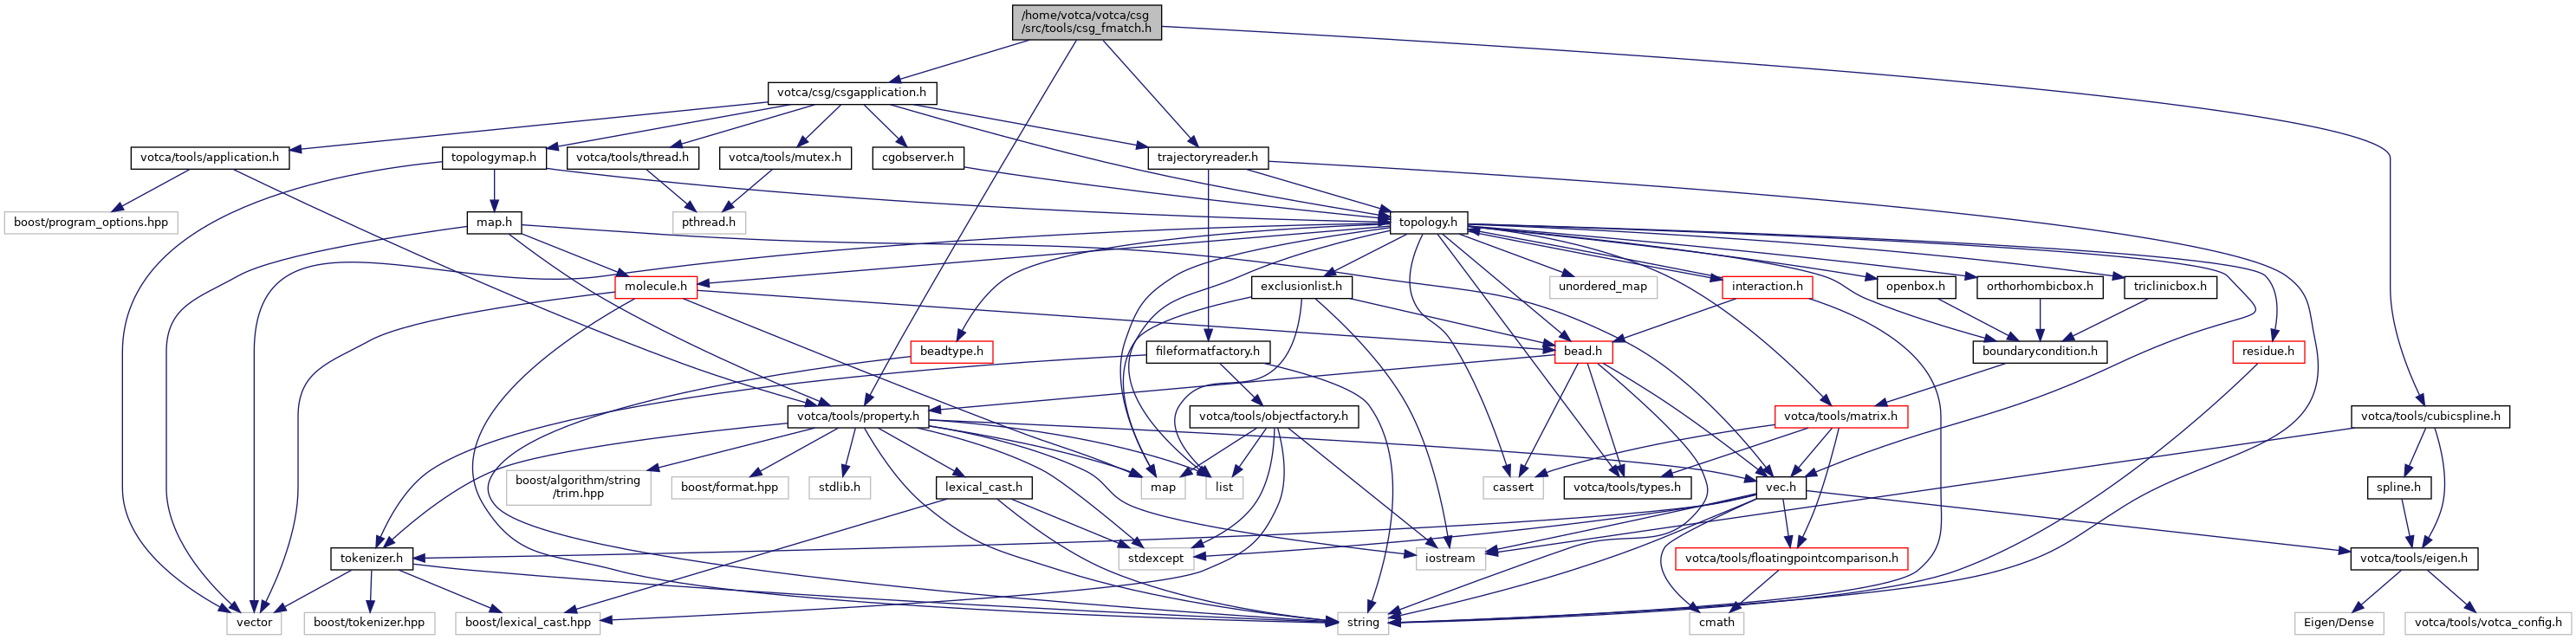 /home/votca/votca/csg
/src/tools/csg_fmatch.h
votca/csg/csgapplication.h
votca/tools/application.h
topologymap.h
votca/tools/thread.h
votca/tools/mutex.h
cgobserver.h
trajectoryreader.h
boost/program_options.hpp
map.h
pthread.h
topology.h
molecule.h
exclusionlist.h
unordered_map
interaction.h
openbox.h
orthorhombicbox.h
triclinicbox.h
beadtype.h
fileformatfactory.h
bead.h
boundarycondition.h
residue.h
votca/tools/property.h
votca/tools/objectfactory.h
votca/tools/matrix.h
votca/tools/cubicspline.h
boost/algorithm/string
/trim.hpp
boost/format.hpp
stdlib.h
lexical_cast.h
map
list
cassert
votca/tools/types.h
vec.h
spline.h
tokenizer.h
stdexcept
iostream
votca/tools/floatingpointcomparison.h
votca/tools/eigen.h
vector
boost/tokenizer.hpp
boost/lexical_cast.hpp
string
cmath
Eigen/Dense
votca/tools/votca_config.h